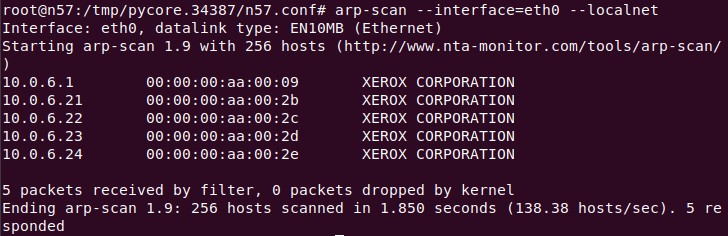 root@n57:/tmp/pycore.34387/n57.conf# arp-scan --interface=eth0 --localnet
Interface: eth0, datalink type: EN10MB (Ethernet)
Starting arp-scan 1.9 with 256 hosts (http://www.nta-monitor.com/tools/arp-scan/
)
10.0.6.1 00:00:00:aa:00:09 XEROX CORPORATION
10.0.6.21 00:00:00:aa:00:2b XEROX CORPORATION
10.0.6.22 00:00:00:aa:00:2c XEROX CORPORATION
10.0.6.23 00:00:00:aa:00:2d XEROX CORPORATION
10.0.6.24 00:00:00:aa:00:2e XEROX CORPORATION
5 packets received by filter, 0 packets dropped by kernel
Ending arp-scan 1.9: 256 hosts scanned in 1.850 seconds (138.38 hosts/sec). 5 re
sponded